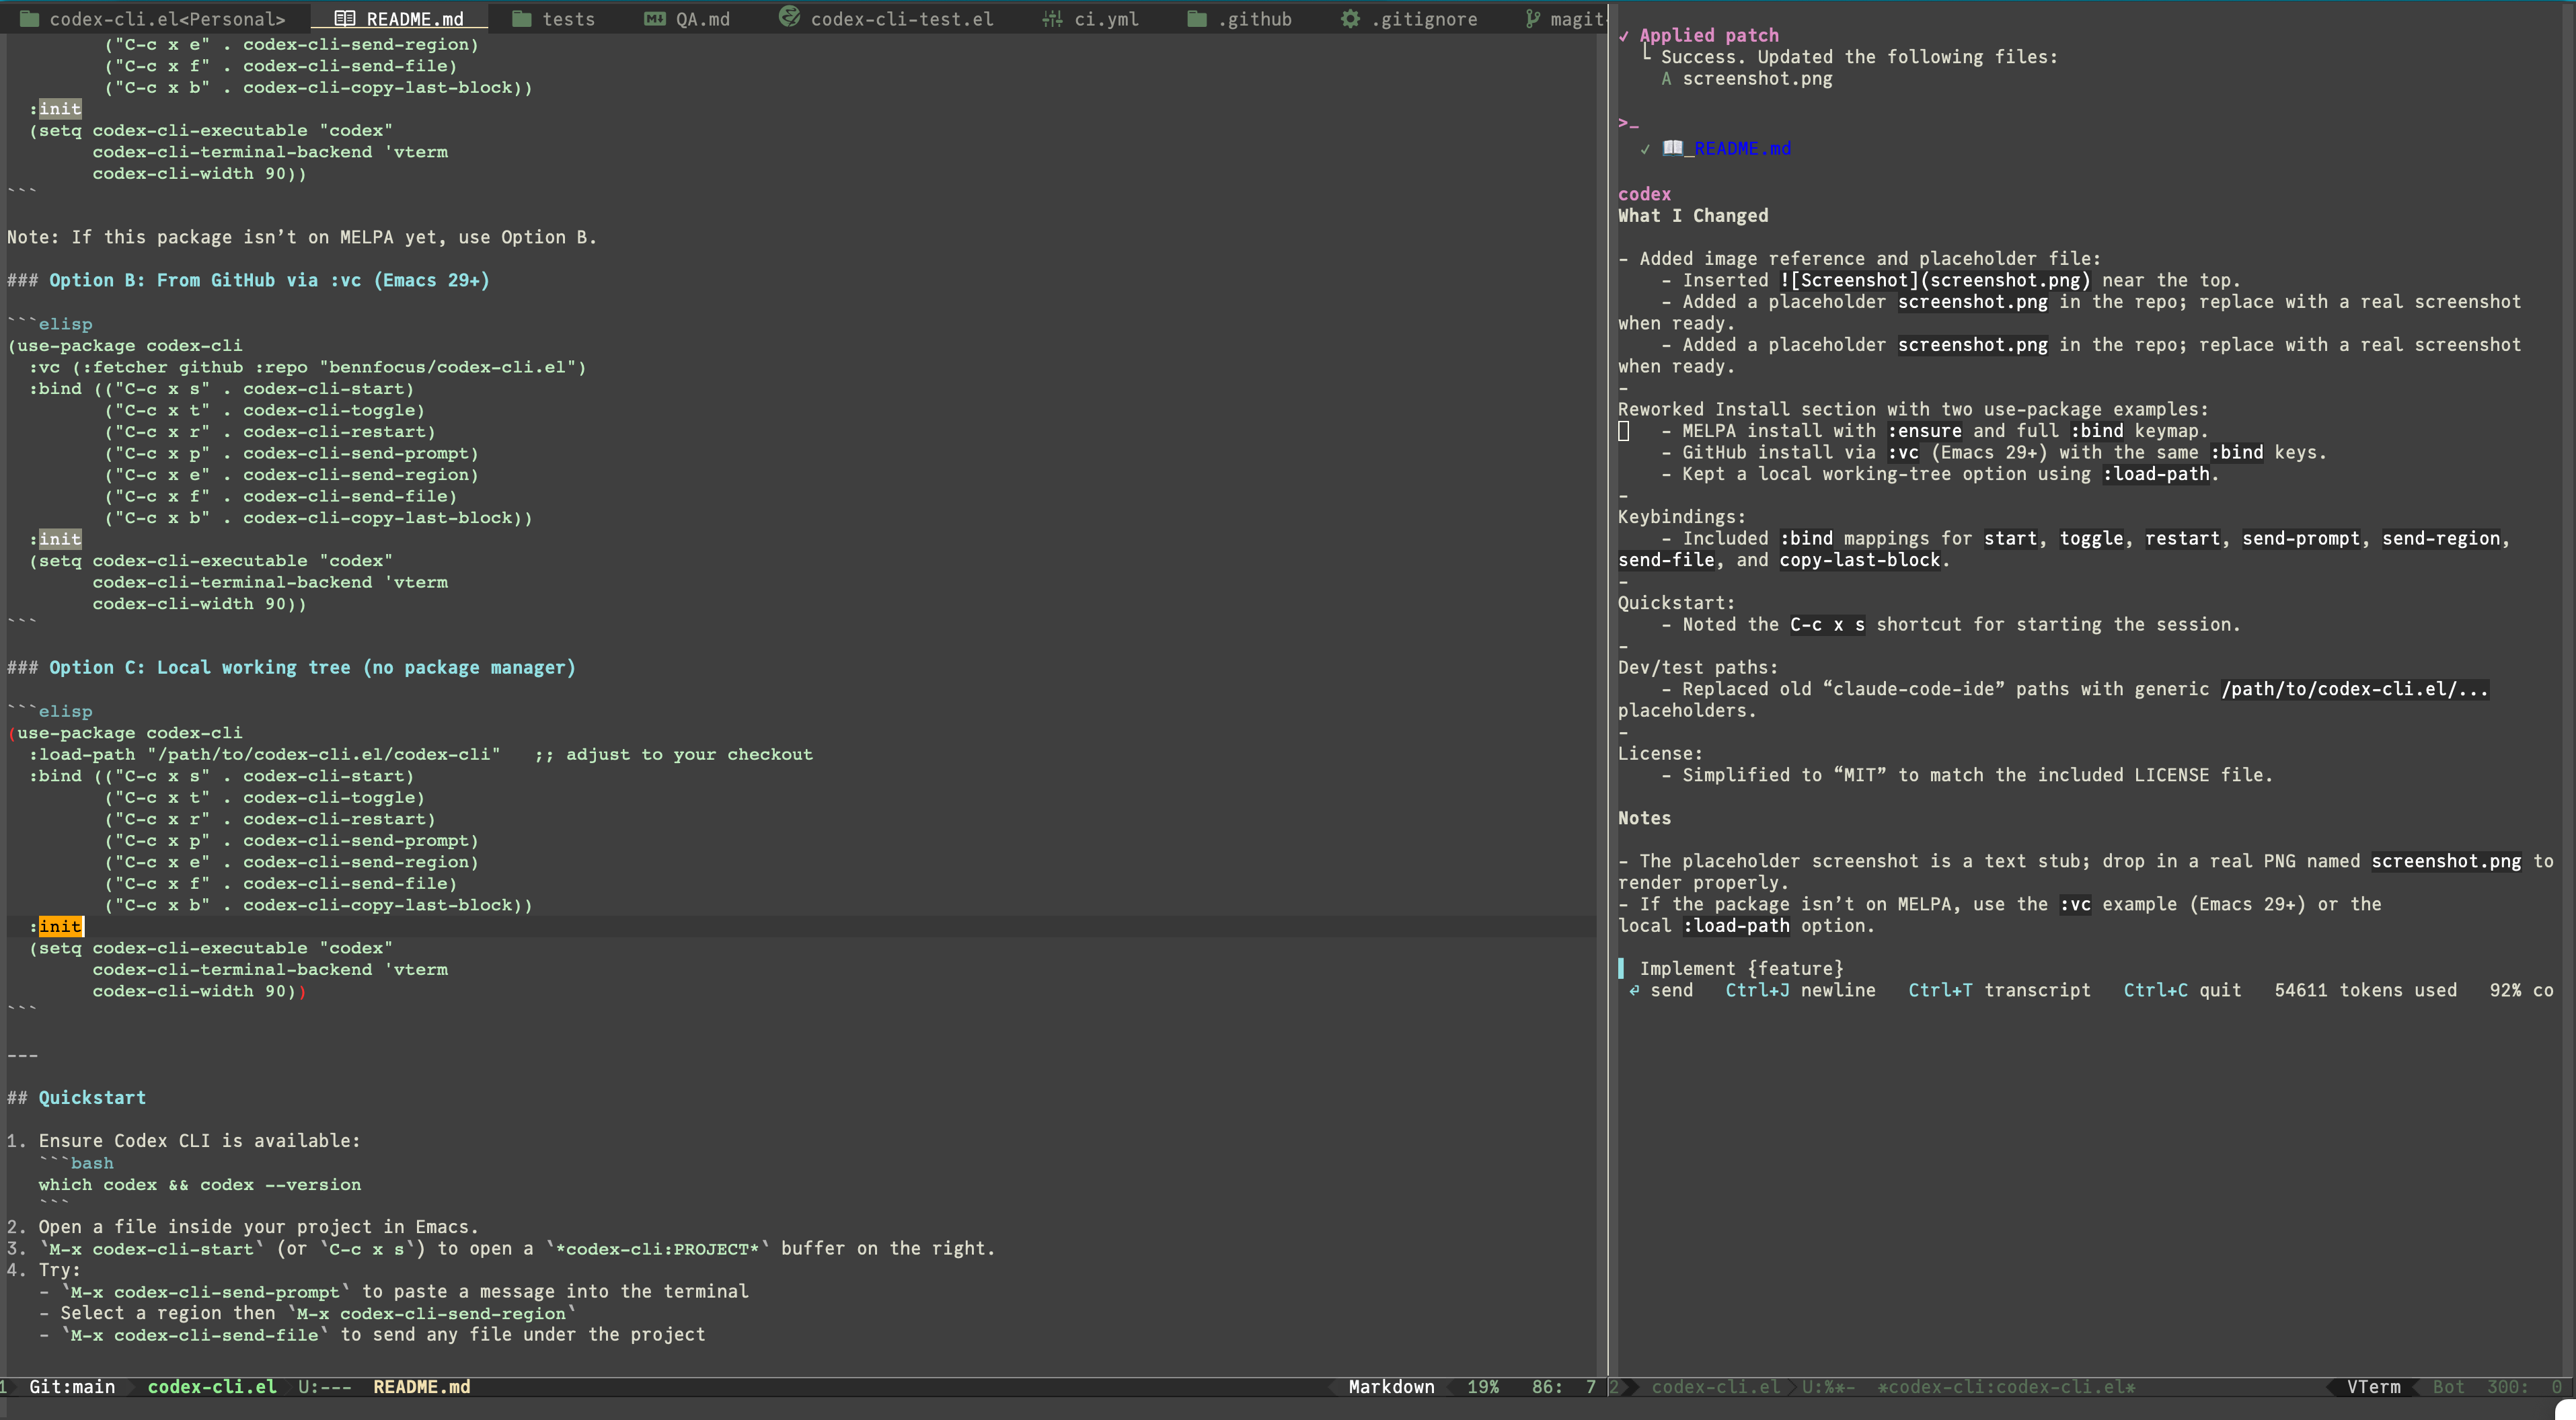 codex-cli.el<Personal> README.md tests QA.md codex-cli-test.el ci.yml .github .gitignore magit
("C-c x e" . codex-cli-send-region)
("C-c x f" . codex-cli-send-file)
("C-c x b" . codex-cli-copy-last-block))
:init
(setq codex-cli-executable "codex"
codex-cli-terminal-backend 'vterm
codex-cli-width 90))
```
Note: If this package isn’t on MELPA yet, use Option B.
### Option B: From GitHub via :vc (Emacs 29+)
```elisp
(use-package codex-cli
:vc (:fetcher github :repo "bennfocus/codex-cli.el")
:bind (("C-c x s" . codex-cli-start)
("C-c x t" . codex-cli-toggle)
("C-c x r" . codex-cli-restart)
("C-c x p" . codex-cli-send-prompt)
("C-c x e" . codex-cli-send-region)
("C-c x f" . codex-cli-send-file)
("C-c x b" . codex-cli-copy-last-block))
:init
(setq codex-cli-executable "codex"
codex-cli-terminal-backend 'vterm
codex-cli-width 90))
```
### Option C: Local working tree (no package manager)
```elisp
(use-package codex-cli
:load-path "/path/to/codex-cli.el/codex-cli" ;; adjust to your checkout
:bind (("C-c x s" . codex-cli-start)
("C-c x t" . codex-cli-toggle)
("C-c x r" . codex-cli-restart)
("C-c x p" . codex-cli-send-prompt)
("C-c x e" . codex-cli-send-region)
("C-c x f" . codex-cli-send-file)
("C-c x b" . codex-cli-copy-last-block))
:init
(setq codex-cli-executable "codex"
codex-cli-terminal-backend 'vterm
codex-cli-width 90))
```
---
## Quickstart
1. Ensure Codex CLI is available:
```bash
which codex && codex --version
```
2. Open a file inside your project in Emacs.
3. `M-x codex-cli-start` (or `C-c x s`) to open a `*codex-cli:PROJECT*` buffer on the right.
4. Try:
- `M-x codex-cli-send-prompt` to paste a message into the terminal
- Select a region then `M-x codex-cli-send-region`
- `M-x codex-cli-send-file` to send any file under the project
1 Git:main codex-cli.el U:--- README.md Markdown 19% 86: 7
✓ Applied patch
└ Success. Updated the following files:
A screenshot.png
>_
✓ 📖_README.md
codex
What I Changed
- Added image reference and placeholder file:
- Inserted ![Screenshot](screenshot.png) near the top.
- Added a placeholder screenshot.png in the repo; replace with a real screenshot
when ready.
- Added a placeholder screenshot.png in the repo; replace with a real screenshot
when ready.
-
Reworked Install section with two use-package examples:
- MELPA install with :ensure and full :bind keymap.
- GitHub install via :vc (Emacs 29+) with the same :bind keys.
- Kept a local working-tree option using :load-path.
-
Keybindings:
- Included :bind mappings for start, toggle, restart, send-prompt, send-region,
send-file, and copy-last-block.
-
Quickstart:
- Noted the C-c x s shortcut for starting the session.
-
Dev/test paths:
- Replaced old “claude-code-ide” paths with generic /path/to/codex-cli.el/...
placeholders.
-
License:
- Simplified to “MIT” to match the included LICENSE file.
Notes
- The placeholder screenshot is a text stub; drop in a real PNG named screenshot.png to
render properly.
- If the package isn’t on MELPA, use the :vc example (Emacs 29+) or the
local :load-path option.
Implement {feature}
⏎ send Ctrl+J newline Ctrl+T transcript Ctrl+C quit 54611 tokens used 92% co
2 codex-cli.el U:%*- *codex-cli:codex-cli.el* VTerm Bot 300: 0